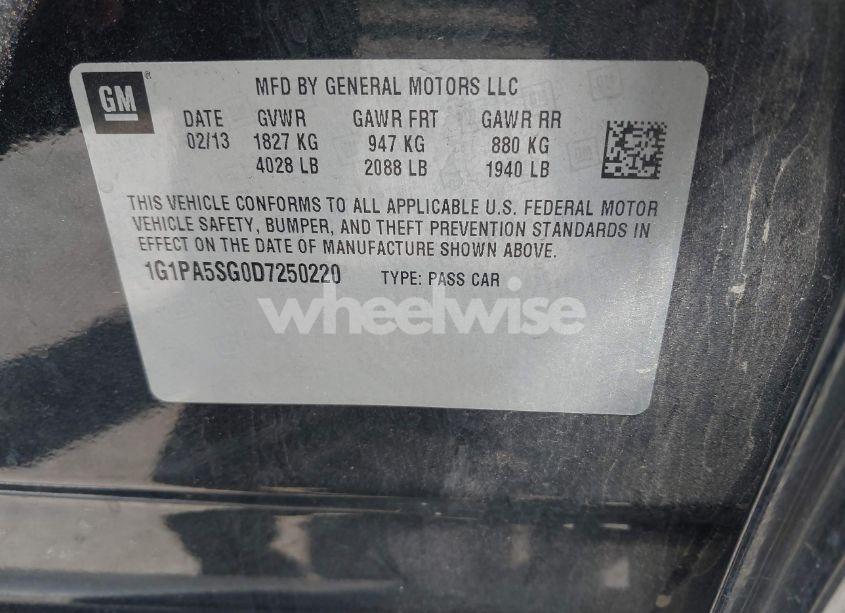 GM
MFD BY GENERAL MOTORS LLC
DATE GVWR GAWR FRT GAWR RR
02/13 1827 KG 947 KG 880 KG
4028 LB 2088 LB 1940 LB
THIS VEHICLE CONFORMS TO ALL APPLICABLE U.S. FEDERAL MOTOR
VEHICLE SAFETY, BUMPER, AND THEFT PREVENTION STANDARDS IN
EFFECT ON THE DATE OF MANUFACTURE SHOWN ABOVE.
1G1PA5SG0D7250220 TYPE: PASS CAR
wheelwise